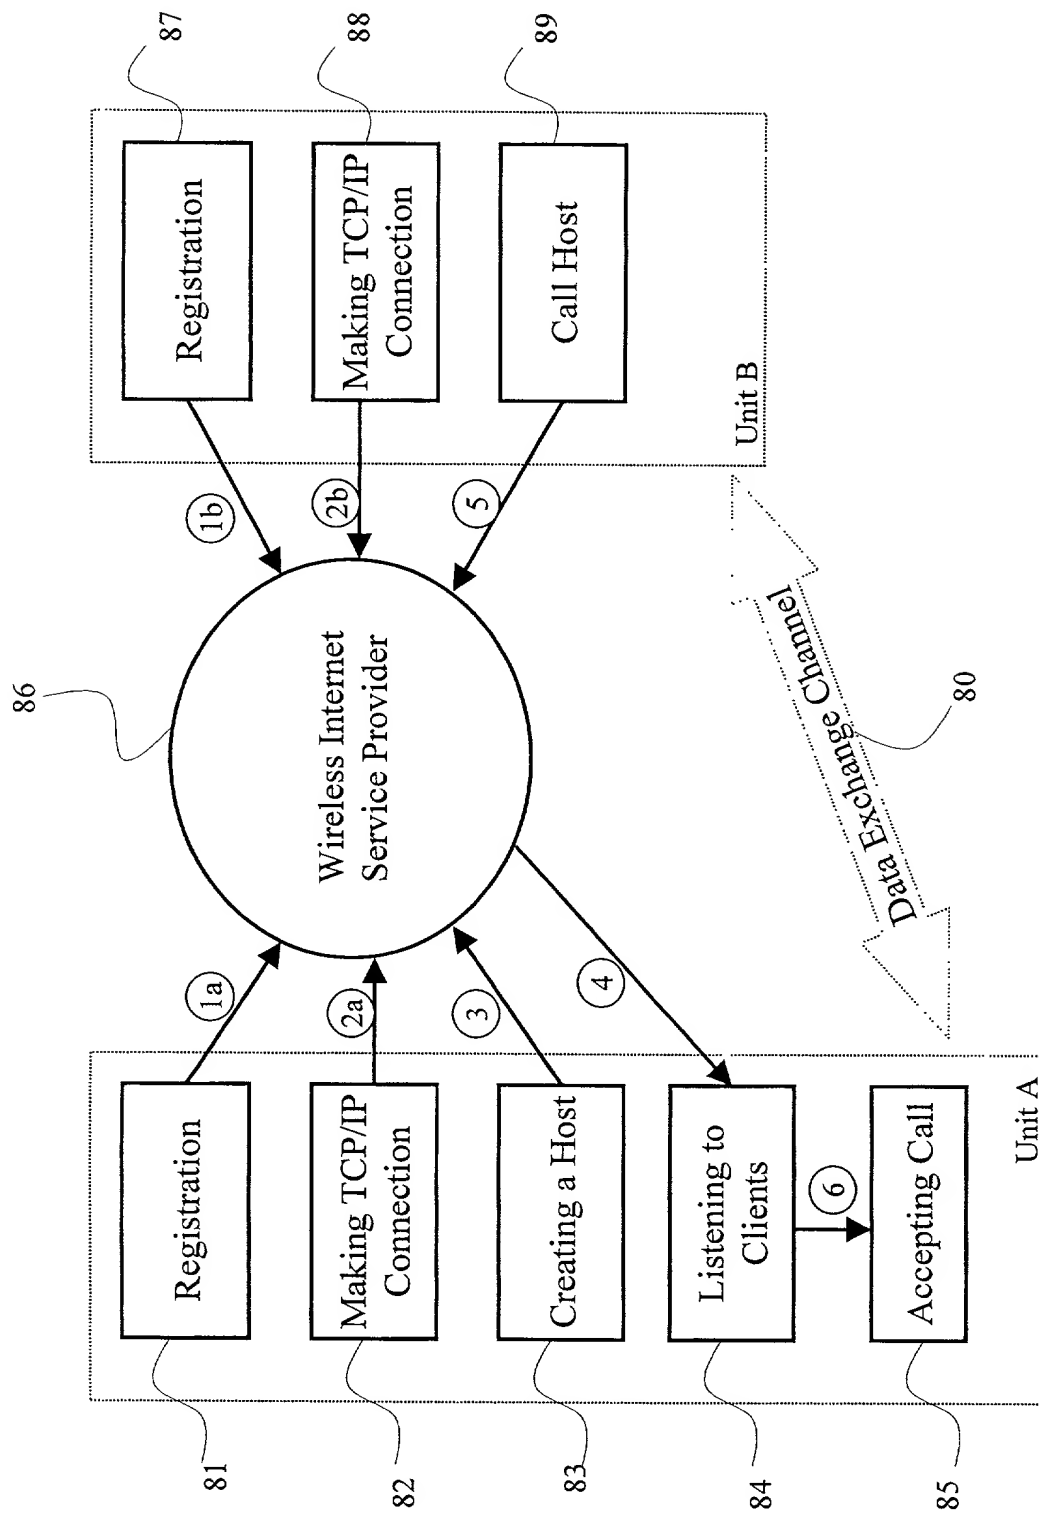 81
Registration
1a
82
Making TCP/IP
Connection
2a
83
Creating a Host
3
84
Listening to
Clients
4
6
85
Accepting Call
Unit A
86
Wireless Internet
Service Provider
87
Registration
1b
88
Making TCP/IP
Connection
2b
89
Call Host
5
Unit B
Data Exchange Channel
80